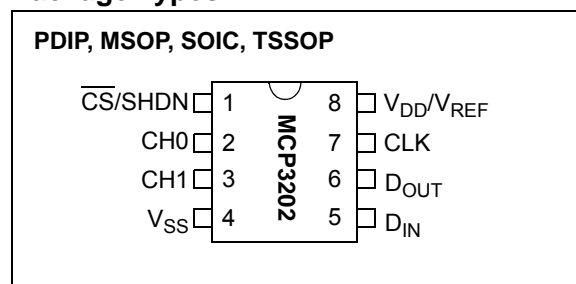 PDIP, MSOP, SOIC, TSSOP
CS/SHDN 1 8 VDD/VREF
CH0 2 7 CLK
CH1 3 6 DOUT
VSS 4 5 DIN
MCP3202